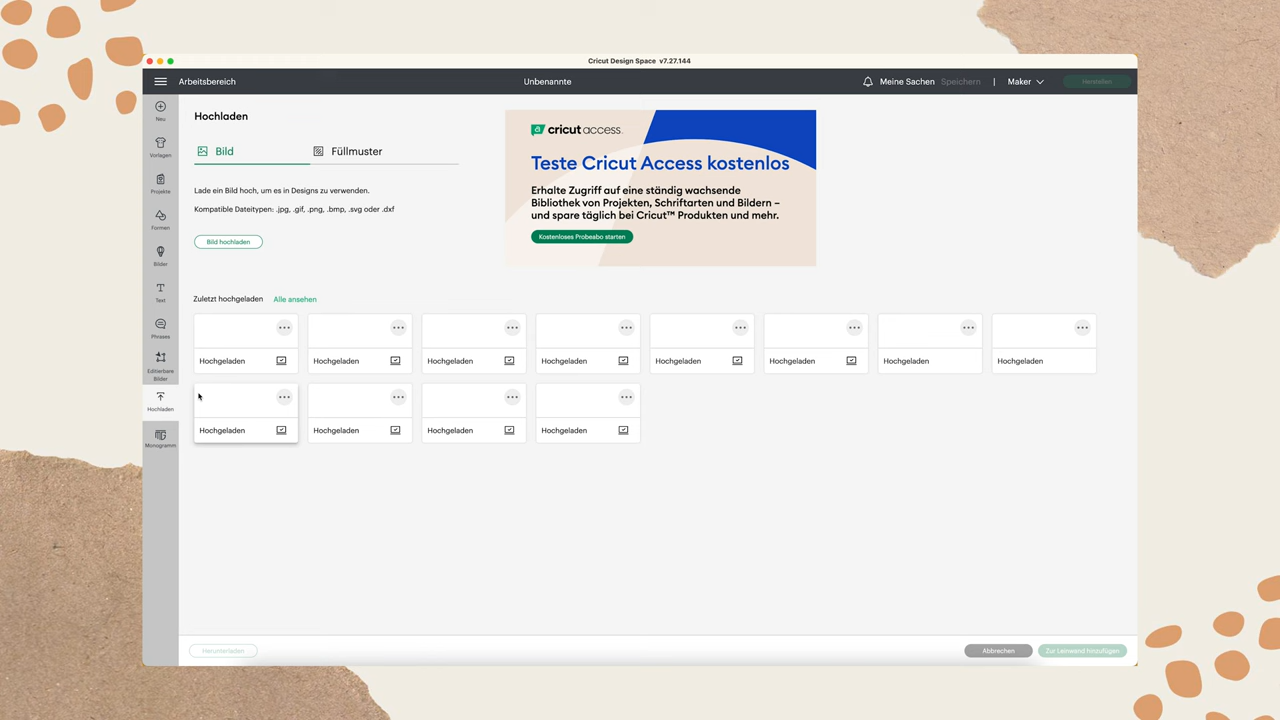 Cricut Design Space v7.27.144
Arbeitsbereich
Unbenannte
Meine Sachen
Speichern
|
Maker
Herstellen
Neu
Vorlagen
Projekte
Formen
Bilder
Text
Phrases
Editierbare
Bilder
Hochladen
Monogramm
Hochladen
Bild
Füllmuster
Lade ein Bild hoch, um es in Designs zu verwenden.
Kompatible Dateitypen: .jpg, .gif, .png, .bmp, .svg oder .dxf
Bild hochladen
cricut access.
Teste Cricut Access kostenlos
Erhalte Zugriff auf eine ständig wachsende
Bibliothek von Projekten, Schriftarten und Bildern –
und spare täglich bei Cricut™ Produkten und mehr.
Kostenloses Probeabo starten
Zuletzt hochgeladen Alle ansehen
Hochgeladen Hochgeladen Hochgeladen Hochgeladen Hochgeladen Hochgeladen Hochgeladen Hochgeladen
Hochgeladen Hochgeladen Hochgeladen Hochgeladen
Herunterladen
Abbrechen
Zur Leinwand hinzufügen